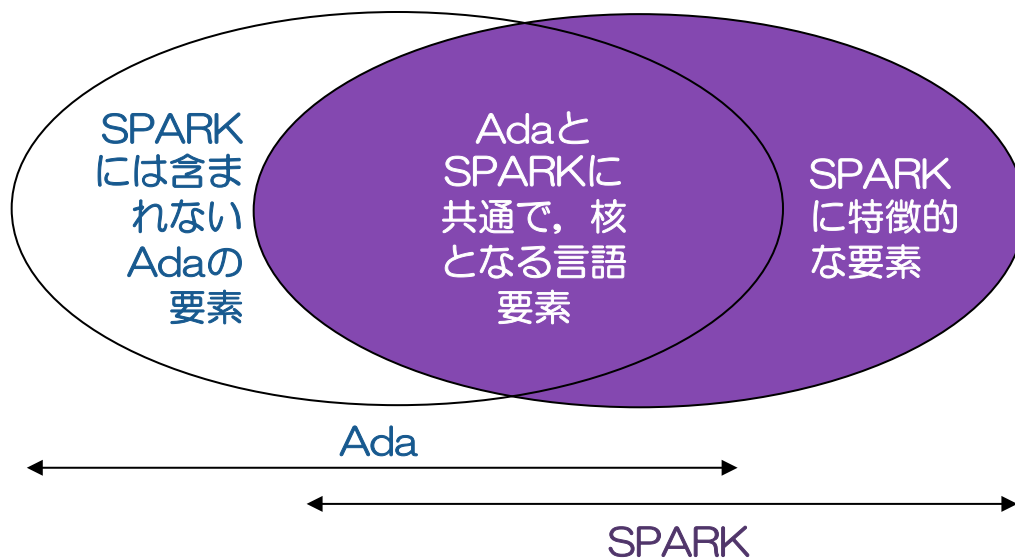 SPARK
には含ま
れない
Adaの
要素
Adaと
SPARKに
共通で，核
となる言語
要素
SPARK
に特徴的
な要素
Ada
SPARK